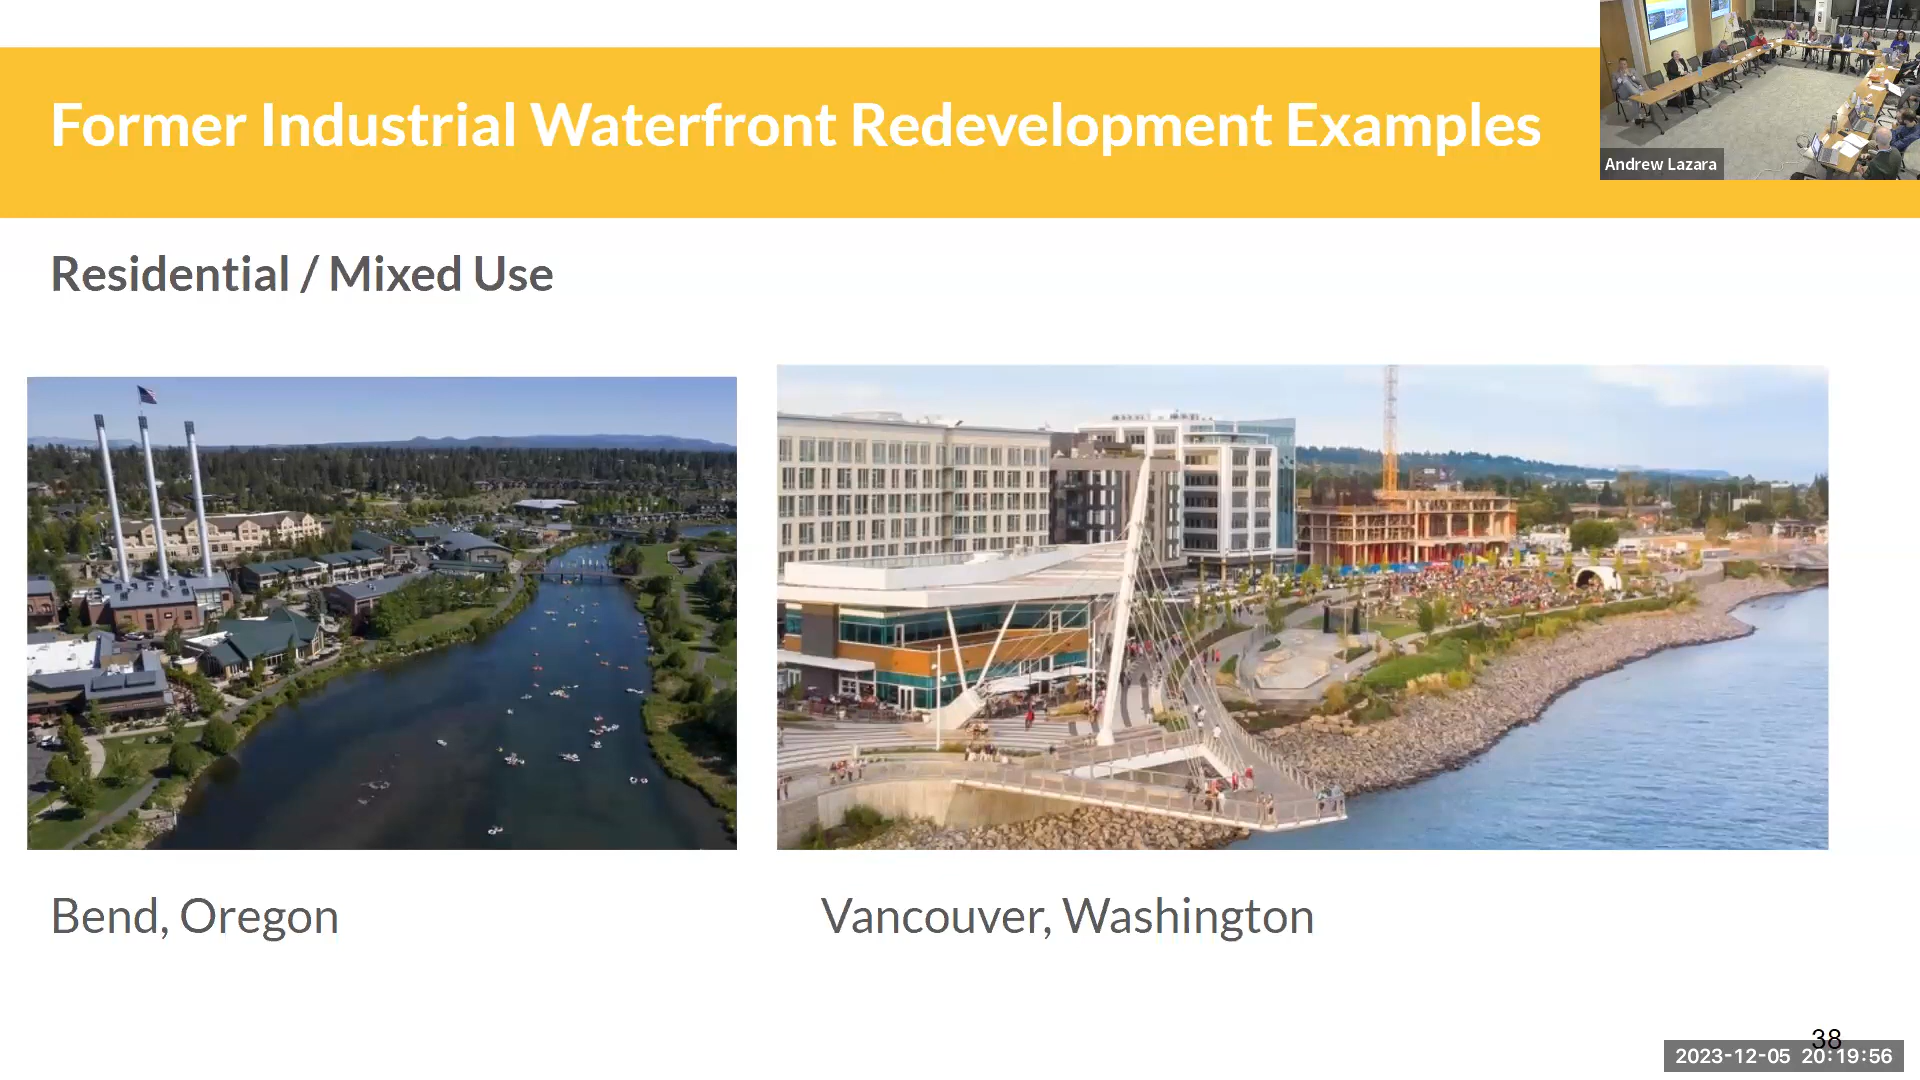 Former Industrial Waterfront Redevelopment Examples
Andrew Lazara
Residential / Mixed Use
Bend, Oregon
Vancouver, Washington
38
2023-12-05 20:19:56